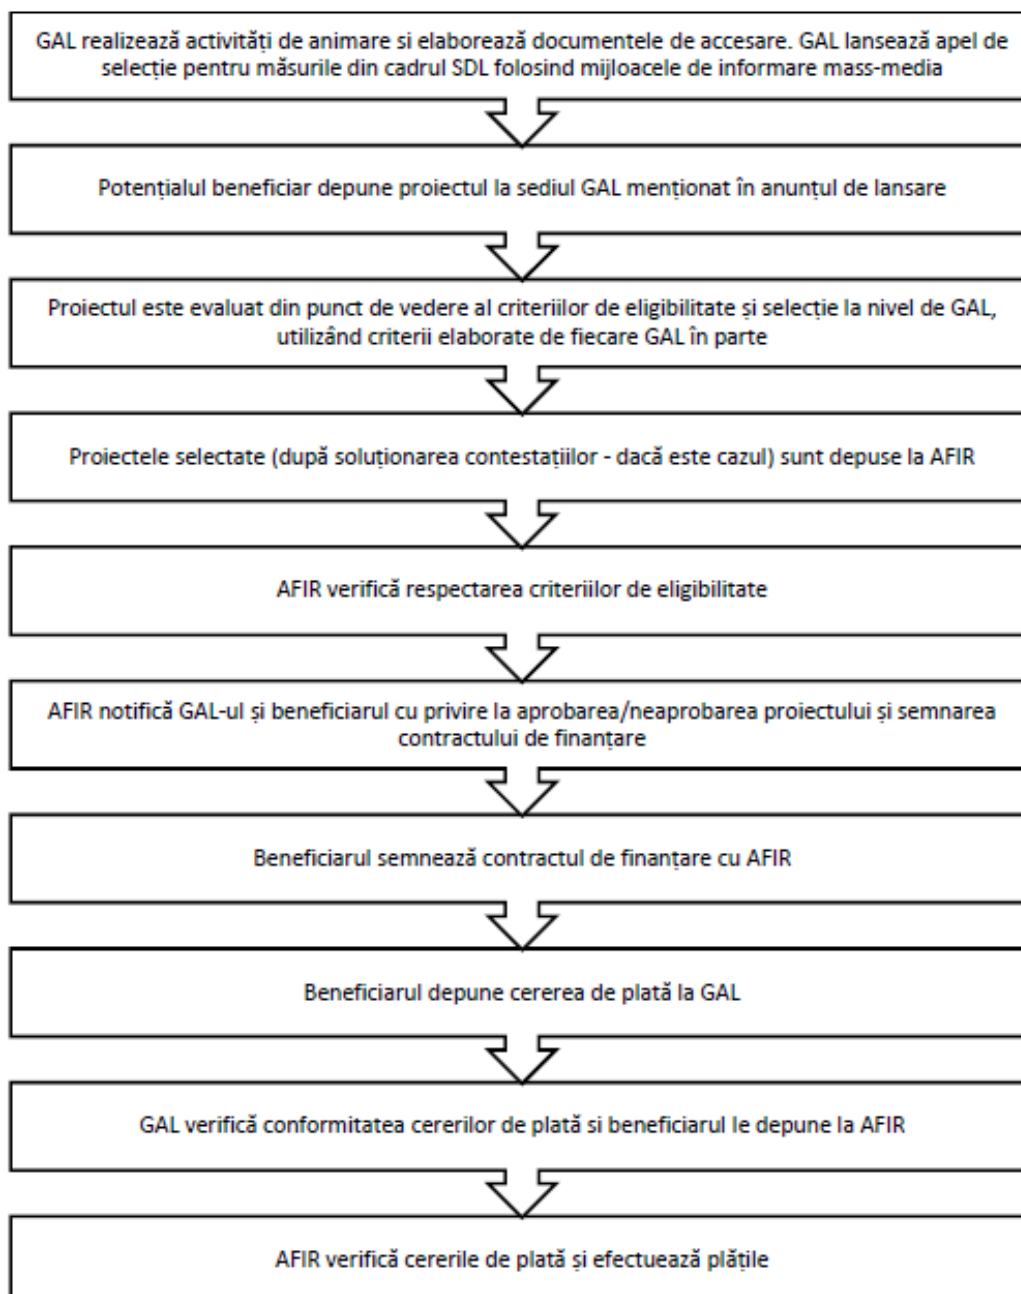 GAL realizează activități de animare si elaborează documentele de accesare. GAL lansează apel de
selecție pentru măsurile din cadrul SDL folosind mijloacele de informare mass-media
Potențialul beneficiar depune proiectul la sediul GAL menționat în anunțul de lansare
Proiectul este evaluat din punct de vedere al criteriilor de eligibilitate și selecție la nivel de GAL,
utilizând criterii elaborate de fiecare GAL în parte
Proiectele selectate (după soluționarea contestațiilor - dacă este cazul) sunt depuse la AFIR
AFIR verifică respectarea criteriilor de eligibilitate
AFIR notifică GAL-ul și beneficiarul cu privire la aprobarea/neaprobarea proiectului și semnarea
contractului de finanțare
Beneficiarul semnează contractul de finanțare cu AFIR
Beneficiarul depune cererea de plată la GAL
GAL verifică conformitatea cererilor de plată si beneficiarul le depune la AFIR
AFIR verifică cererile de plată și efectuează plățile